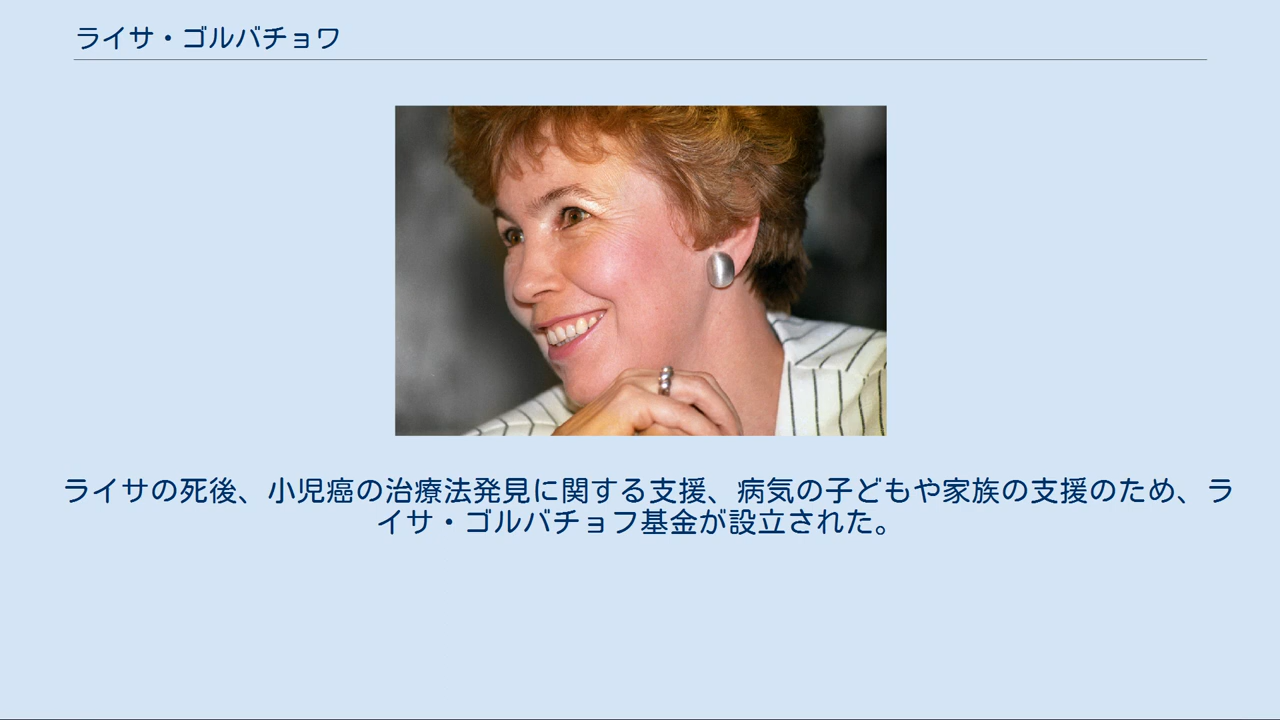 ライサ・ゴルバチョワ
ライサの死後、小児癌の治療法発見に関する支援、病気の子どもや家族の支援のため、ラ
イサ・ゴルバチョフ基金が設立された。